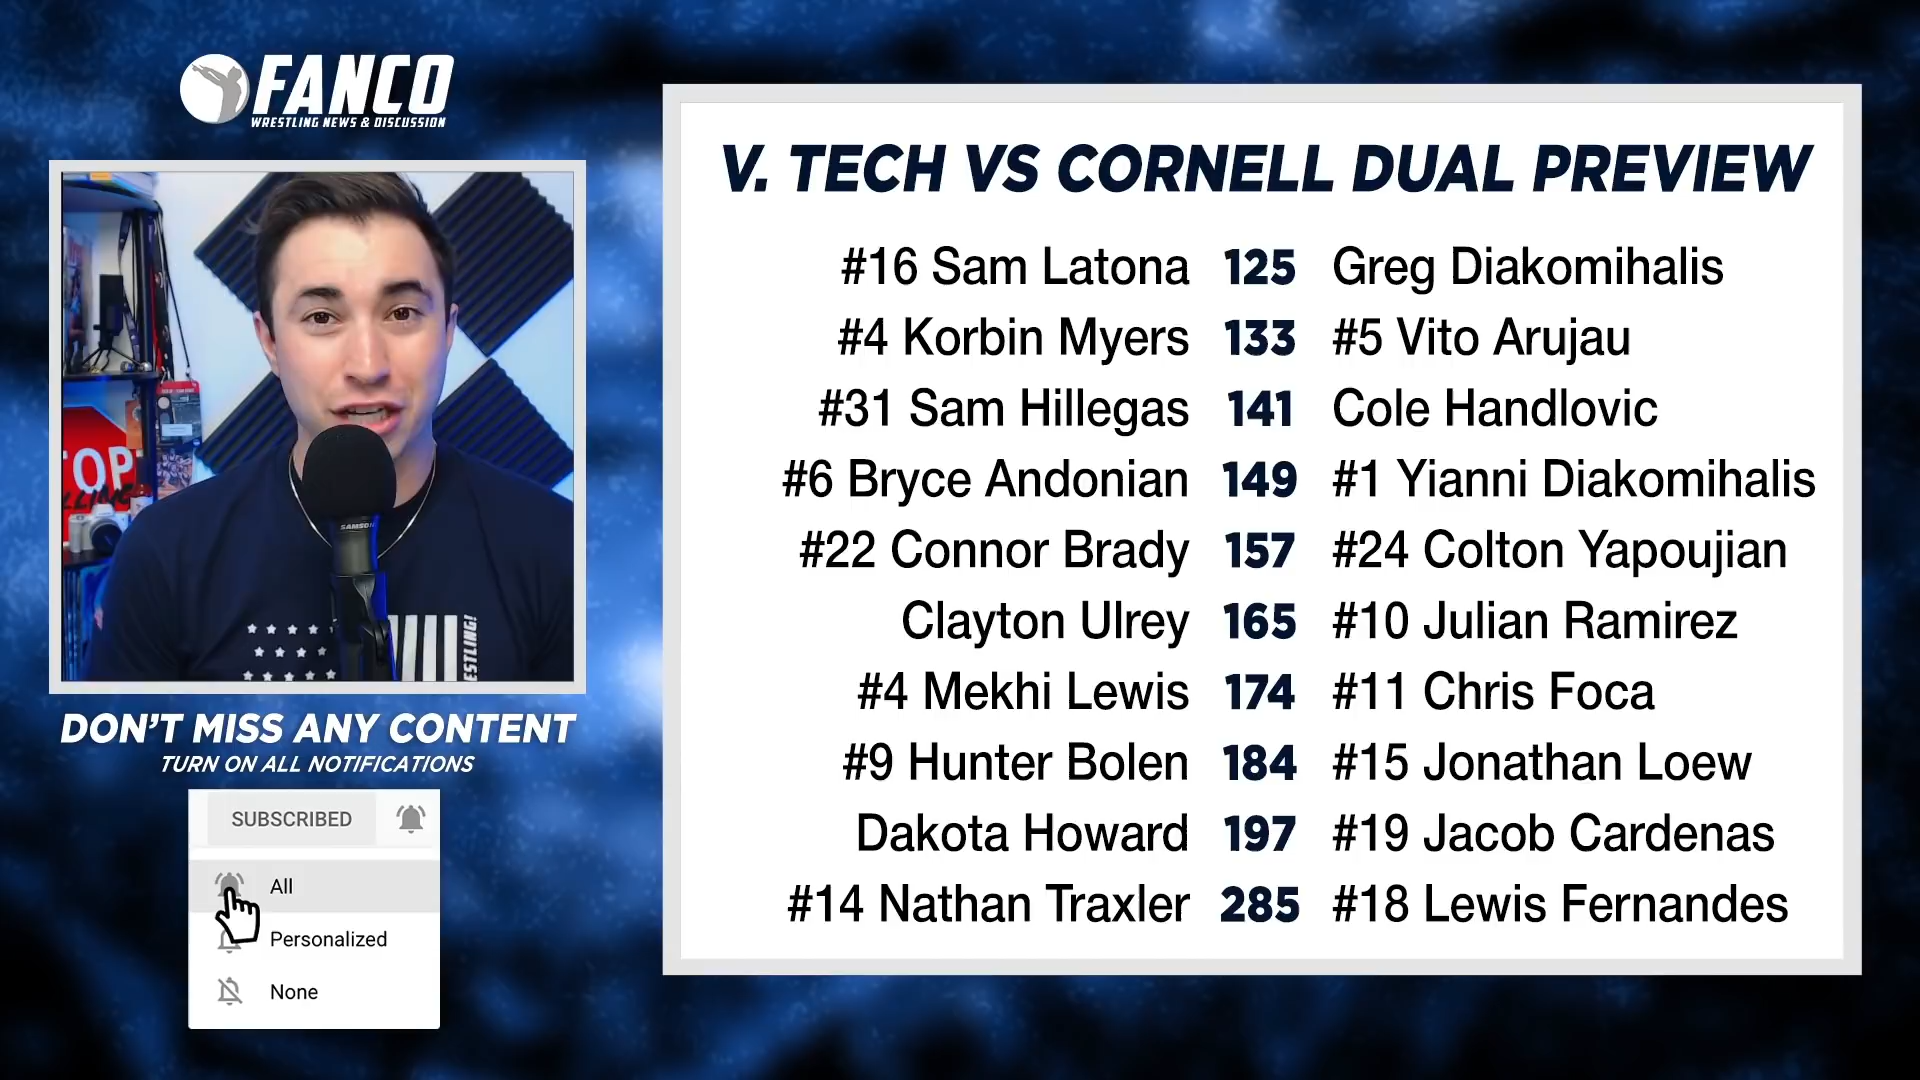 FANCO
WRESTLING NEWS & DISCUSSION
TOP
SAMSON
ESTLING!
DON'T MISS ANY CONTENT
TURN ON ALL NOTIFICATIONS
SUBSCRIBED
All
Personalized
None
V. TECH VS CORNELL DUAL PREVIEW
#16 Sam Latona 125 Greg Diakomihalis
#4 Korbin Myers 133 #5 Vito Arujau
#31 Sam Hillegas 141 Cole Handlovic
#6 Bryce Andonian 149 #1 Yianni Diakomihalis
#22 Connor Brady 157 #24 Colton Yapoujian
Clayton Ulrey 165 #10 Julian Ramirez
#4 Mekhi Lewis 174 #11 Chris Foca
#9 Hunter Bolen 184 #15 Jonathan Loew
Dakota Howard 197 #19 Jacob Cardenas
#14 Nathan Traxler 285 #18 Lewis Fernandes